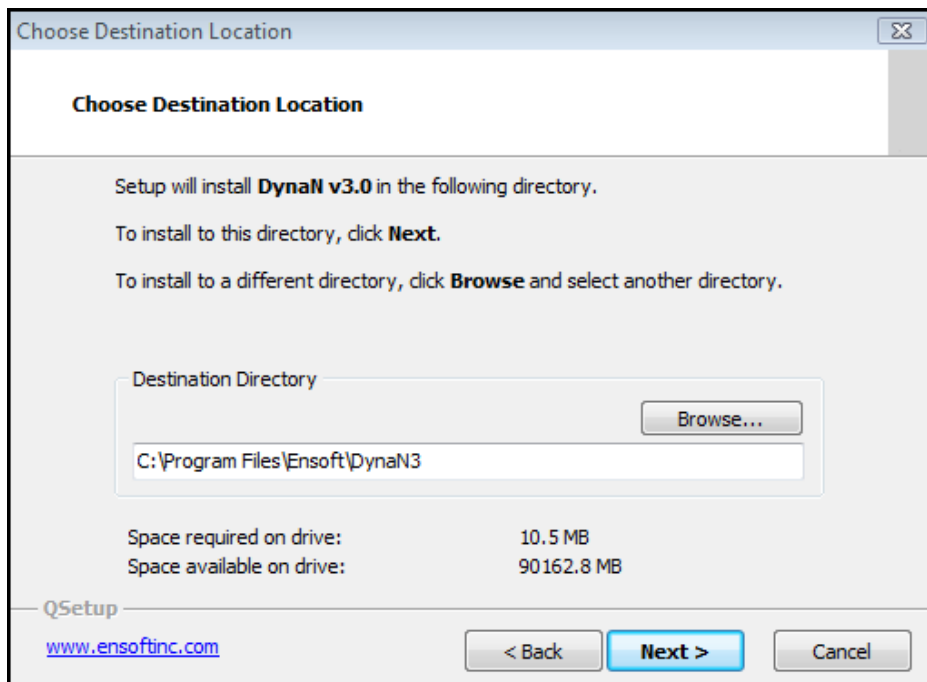 Choose Destination Location
Choose Destination Location
Setup will install DynaN v3.0 in the following directory.
To install to this directory, click Next.
To install to a different directory, click Browse and select another directory.
Destination Directory
Browse...
C:\Program Files\Ensoft\DynaN3
Space required on drive: 10.5 MB
Space available on drive: 90162.8 MB
QSetup
www.ensoftinc.com < Back Next > Cancel